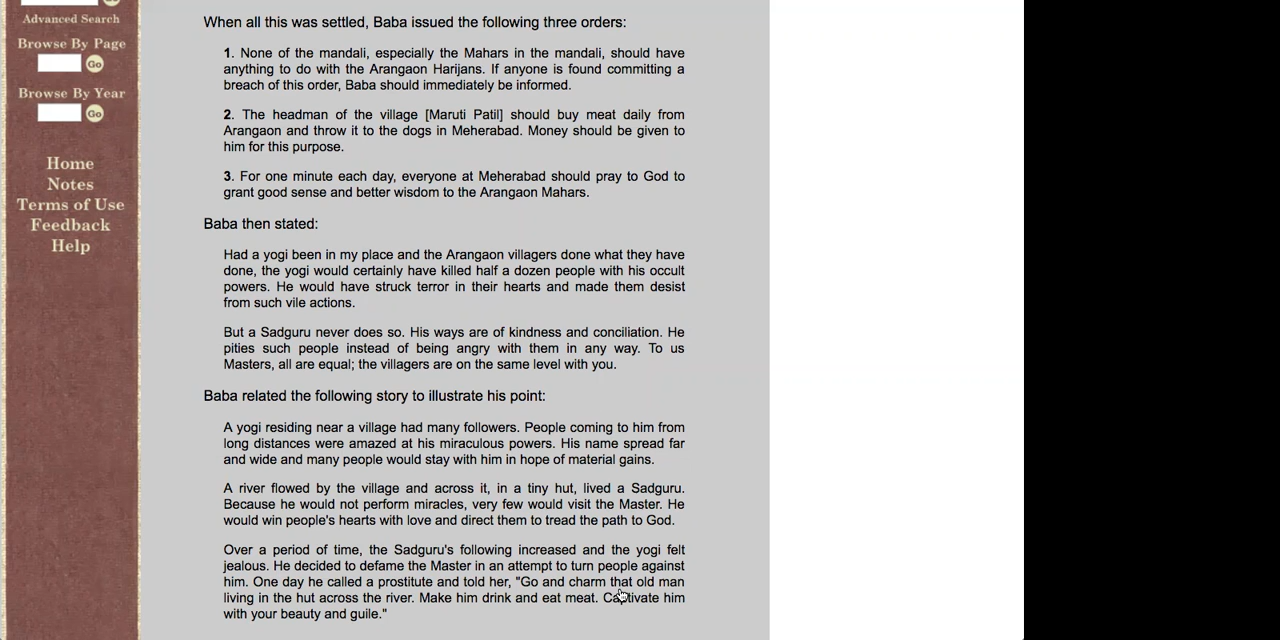 Advanced Search
Browse By Page
Go
Browse By Year
Go
Home
Notes
Terms of Use
Feedback
Help
When all this was settled, Baba issued the following three orders:
1. None of the mandali, especially the Mahars in the mandali, should have
anything to do with the Arangaon Harijans. If anyone is found committing a
breach of this order, Baba should immediately be informed.
2. The headman of the village [Maruti Patil] should buy meat daily from
Arangaon and throw it to the dogs in Meherabad. Money should be given to
him for this purpose.
3. For one minute each day, everyone at Meherabad should pray to God to
grant good sense and better wisdom to the Arangaon Mahars.
Baba then stated:
Had a yogi been in my place and the Arangaon villagers done what they have
done, the yogi would certainly have killed half a dozen people with his occult
powers. He would have struck terror in their hearts and made them desist
from such vile actions.
But a Sadguru never does so. His ways are of kindness and conciliation. He
pities such people instead of being angry with them in any way. To us
Masters, all are equal; the villagers are on the same level with you.
Baba related the following story to illustrate his point:
A yogi residing near a village had many followers. People coming to him from
long distances were amazed at his miraculous powers. His name spread far
and wide and many people would stay with him in hope of material gains.
A river flowed by the village and across it, in a tiny hut, lived a Sadguru.
Because he would not perform miracles, very few would visit the Master. He
would win people's hearts with love and direct them to tread the path to God.
Over a period of time, the Sadguru's following increased and the yogi felt
jealous. He decided to defame the Master in an attempt to turn people against
him. One day he called a prostitute and told her, "Go and charm that old man
living in the hut across the river. Make him drink and eat meat. Captivate him
with your beauty and guile."